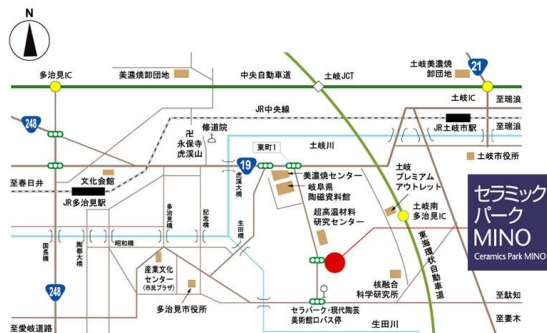 N
多治見IC
美濃焼卸団地
中央自動車道
土岐JCT
土岐美濃焼
卸団地
21
248
JR中央線
土岐IC
至瑞浪
JR土岐市駅
至瑞浪
卍
永保寺
虎渓山
修道院
東町1
土岐川
土岐市役所
19
至春日井
文化会館
虎渓大橋
美濃焼センター
岐阜県
陶磁資料館
土岐
プレミアム
アウトレット
JR多治見駅
超高温材料
研究センター
土岐南
多治見IC
セラミック
パーク
MINO
Ceramics Park MINO
国長橋
陶都大橋
昭和橋
多治見橋
記念橋
生田橋
東海環状自動車道
産業文化
センター
(市民プラザ)
多治見市役所
核融合
科学研究所
248
セラパーク・現代陶芸
美術館口バス停
至駄知
至愛岐道路
生田川
至妻木